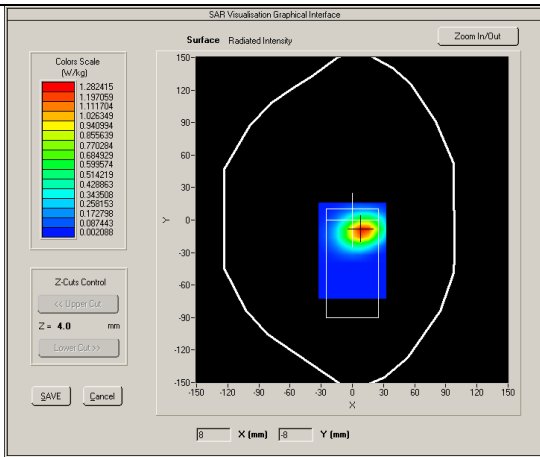 SAR Visualisation Graphical Interface
Surface Radiated Intensity
Zoom In/Out
Colors Scale
(W/kg)
1.282415
1.197059
1.111704
1.026349
0.940994
0.855639
0.770284
0.684929
0.599574
0.514219
0.428863
0.343508
0.258153
0.172798
0.087443
0.002088
Z-Cuts Control
<< Upper Cut
Z = 4.0 mm
Lower Cut >>
SAVE
Cancel
150-
120-
90-
60-
30-
0-
-30-
-60-
-90-
-120-
-150-
Y
-150 -120 -90 -60 -30 0 30 60 90 120 150
X
8 X (mm) -8 Y (mm)